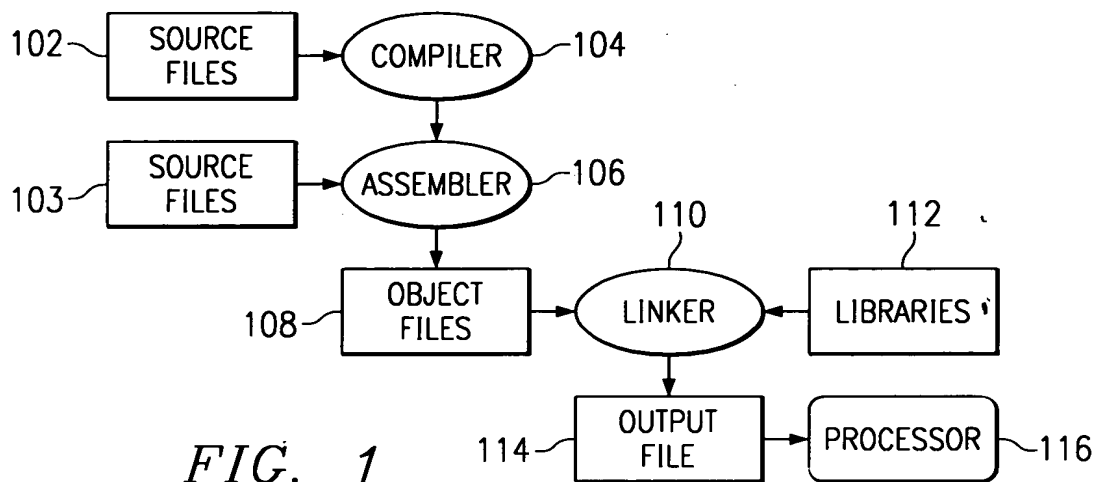 102
SOURCE
FILES
COMPILER
104
103
SOURCE
FILES
ASSEMBLER
106
108
OBJECT
FILES
110
LINKER
112
LIBRARIES
114
OUTPUT
FILE
PROCESSOR
116
FIG. 1